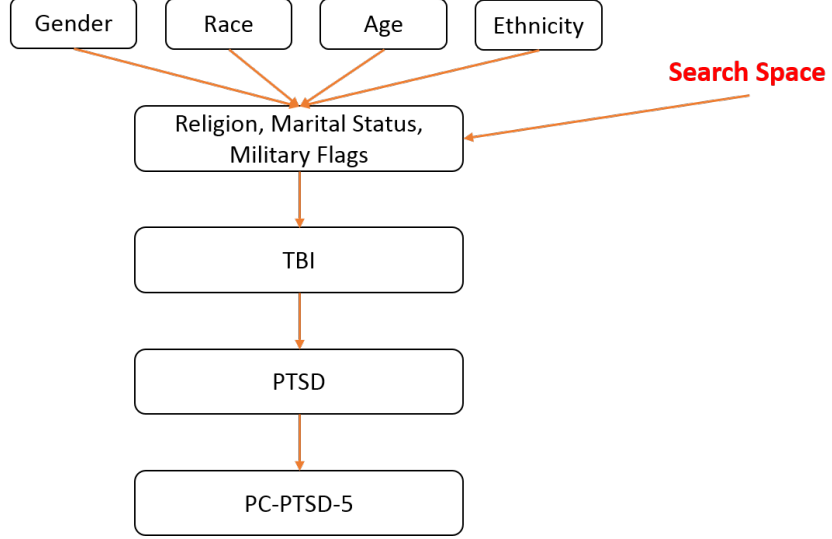 Gender
Race
Age
Ethnicity
Search Space
Religion, Marital Status,
Military Flags
TBI
PTSD
PC-PTSD-5